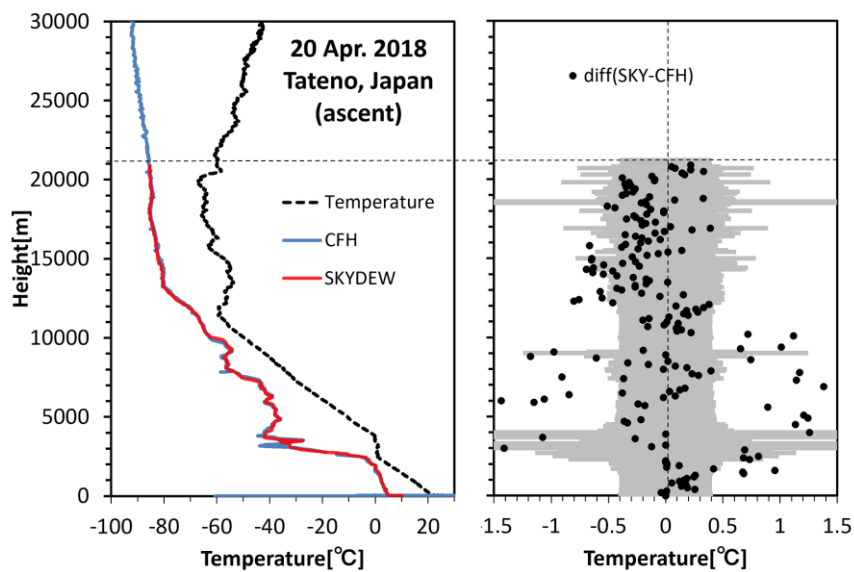 30000
25000
20000
15000
10000
5000
0
Height[m]
20 Apr. 2018
Tateno, Japan
(ascent)
Temperature
CFH
SKYDEW
-100 -80 -60 -40 -20 0 20
Temperature[℃]
diff(SKY-CFH)
-1.5 -1 -0.5 0 0.5 1 1.5
Temperature[℃]